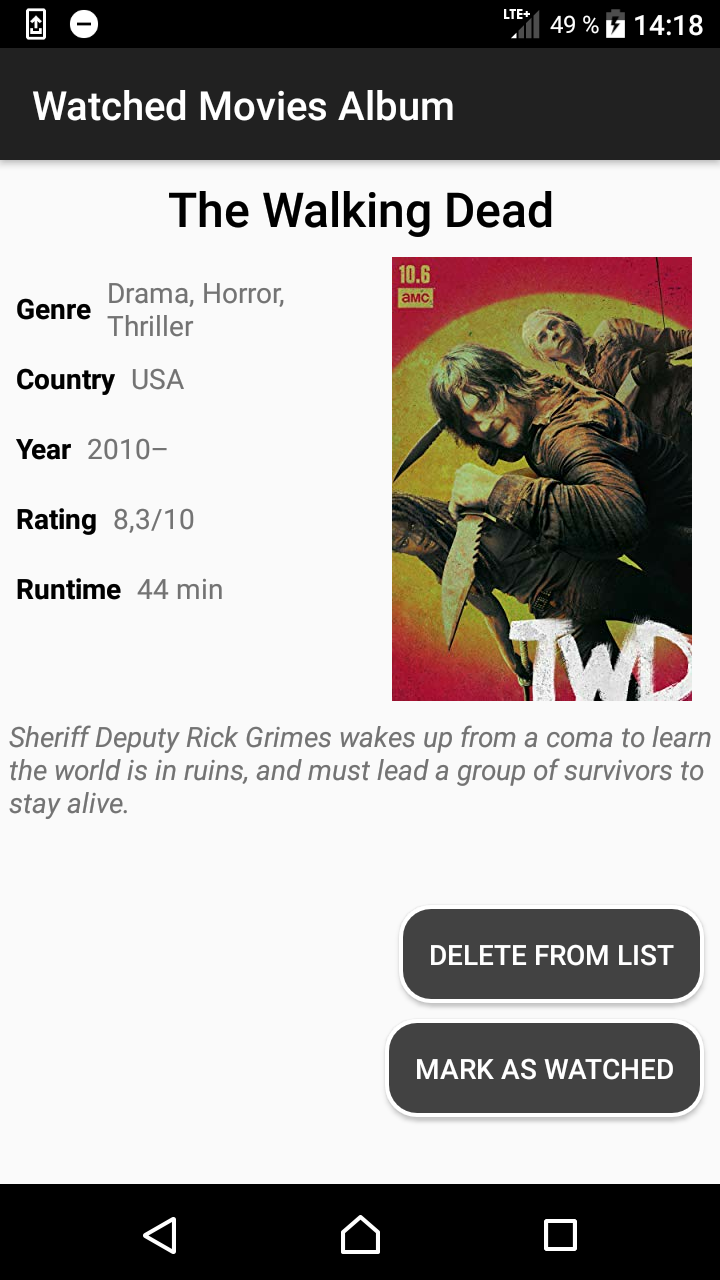 LTE+ 49 % 14:18
Watched Movies Album
The Walking Dead
Genre Drama, Horror,
Thriller
Country USA
Year 2010–
Rating 8,3/10
Runtime 44 min
10.6
amc
TWD
Sheriff Deputy Rick Grimes wakes up from a coma to learn
the world is in ruins, and must lead a group of survivors to
stay alive.
DELETE FROM LIST
MARK AS WATCHED